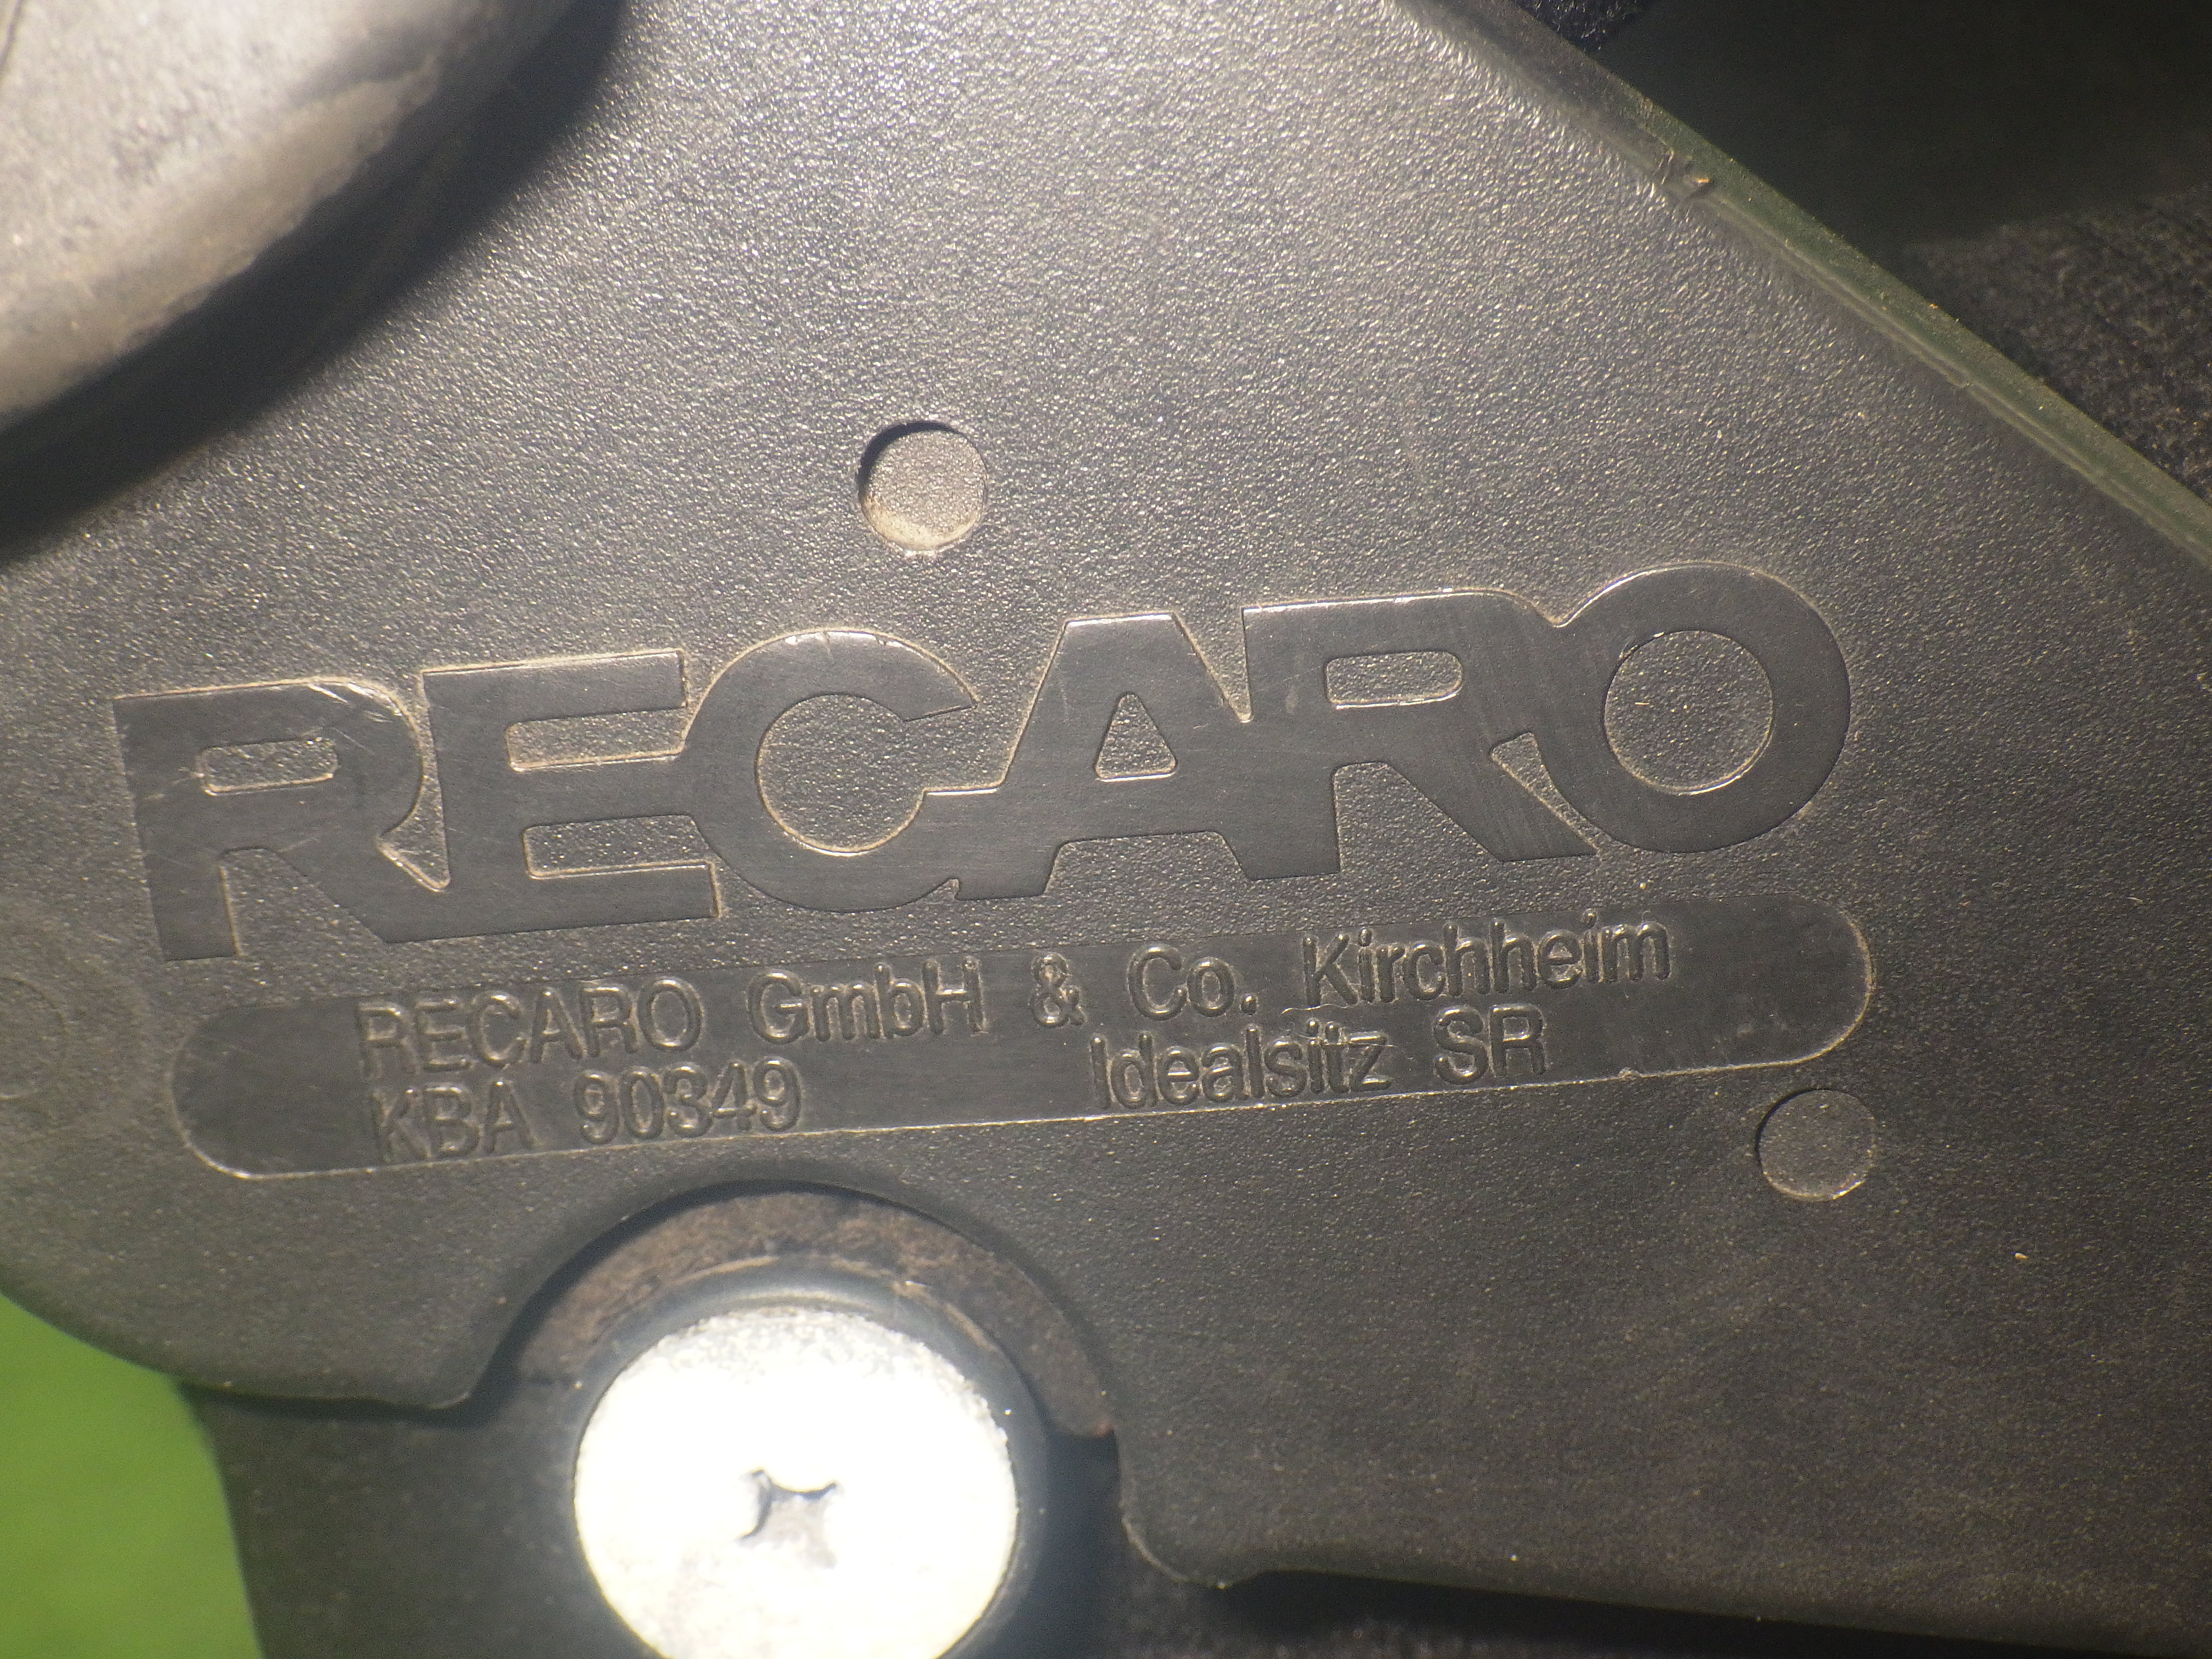 RECARO
RECARO GmbH & Co. Kirchheim
KBA 90349 Idealsitz SR